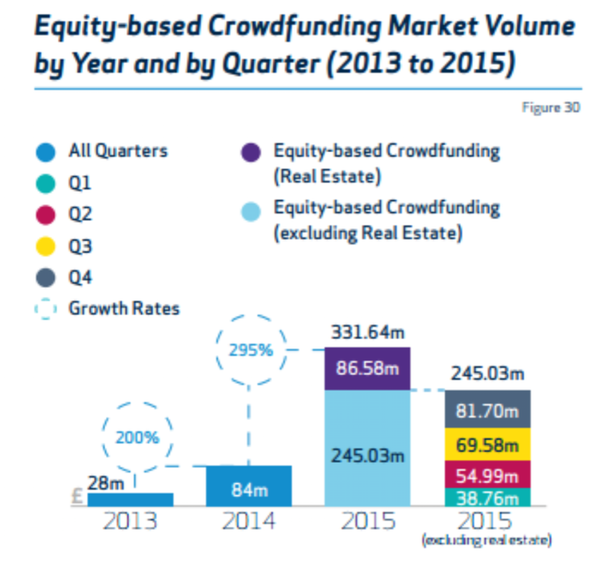 Equity-based Crowdfunding Market Volume
by Year and by Quarter (2013 to 2015)
Figure 30
All Quarters
Q1
Q2
Q3
Q4
Growth Rates
Equity-based Crowdfunding
(Real Estate)
Equity-based Crowdfunding
(excluding Real Estate)
331.64m
295%
86.58m
245.03m
81.70m
200%
69.58m
245.03m
54.99m
28m
84m
38.76m
£
2013
2014
2015
2015
(excluding real estate)